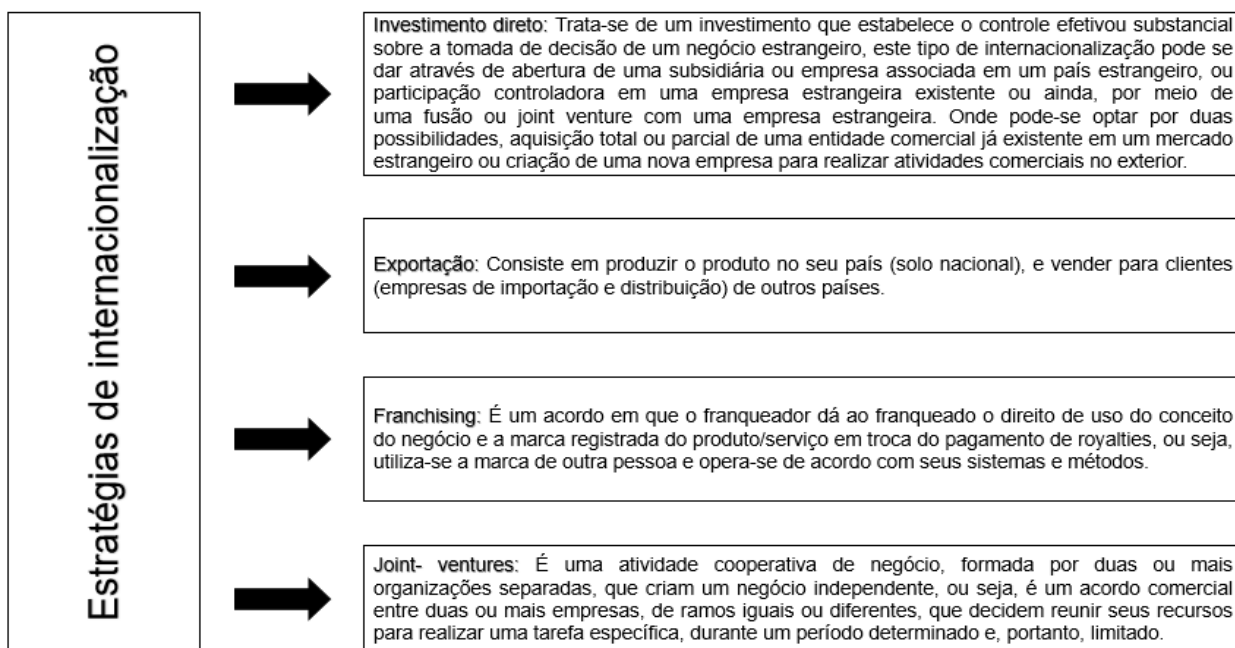 Estratégias de internacionalização
Investimento direto: Trata-se de um investimento que estabelece o controle efetivou substancial
sobre a tomada de decisão de um negócio estrangeiro, este tipo de internacionalização pode se
dar através de abertura de uma subsidiária ou empresa associada em um país estrangeiro, ou
participação controladora em uma empresa estrangeira existente ou ainda, por meio de
uma fusão ou joint venture com uma empresa estrangeira. Onde pode-se optar por duas
possibilidades, aquisição total ou parcial de uma entidade comercial já existente em um mercado
estrangeiro ou criação de uma nova empresa para realizar atividades comerciais no exterior.
Exportação: Consiste em produzir o produto no seu país (solo nacional), e vender para clientes
(empresas de importação e distribuição) de outros países.
Franchising: É um acordo em que o franqueador dá ao franqueado o direito de uso do conceito
do negócio e a marca registrada do produto/serviço em troca do pagamento de royalties, ou seja,
utiliza-se a marca de outra pessoa e opera-se de acordo com seus sistemas e métodos.
Joint- ventures: É uma atividade cooperativa de negócio, formada por duas ou mais
organizações separadas, que criam um negócio independente, ou seja, é um acordo comercial
entre duas ou mais empresas, de ramos iguais ou diferentes, que decidem reunir seus recursos
para realizar uma tarefa específica, durante um período determinado e, portanto, limitado.